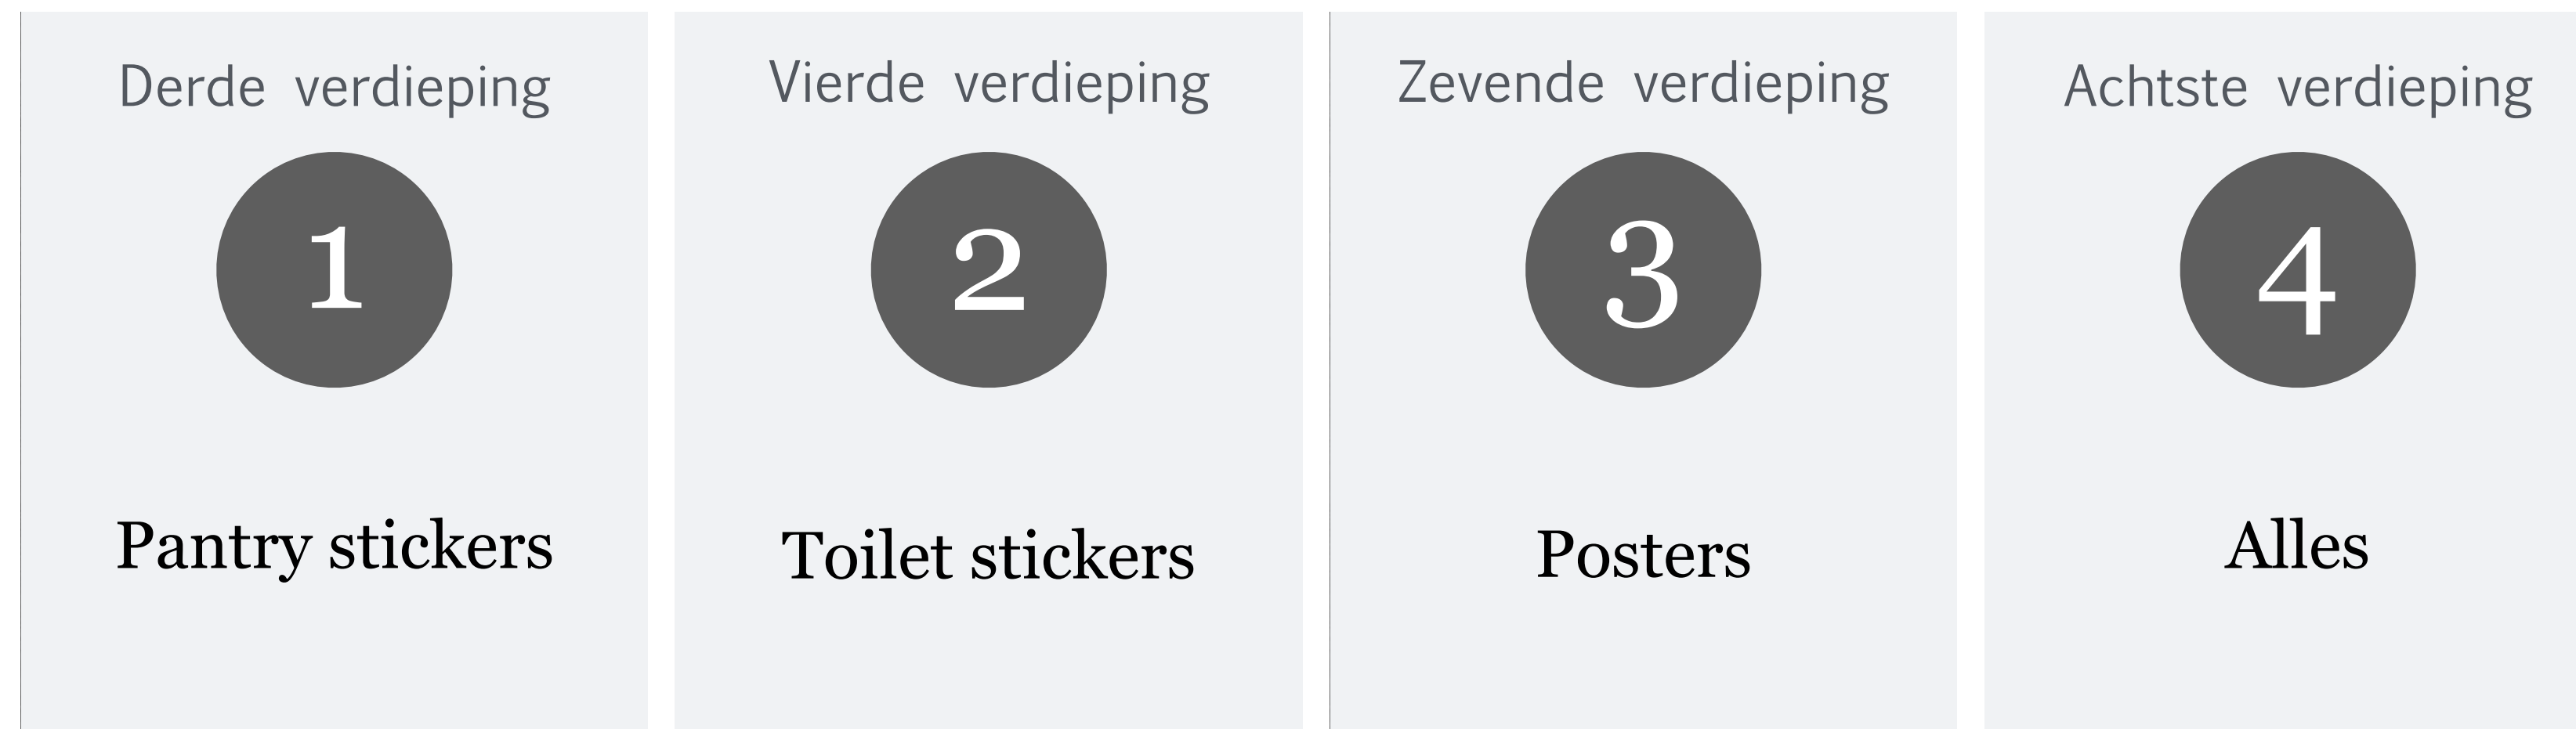 Derde verdieping
1
Pantry stickers
Vierde verdieping
2
Toilet stickers
Zevende verdieping
3
Posters
Achtste verdieping
4
Alles